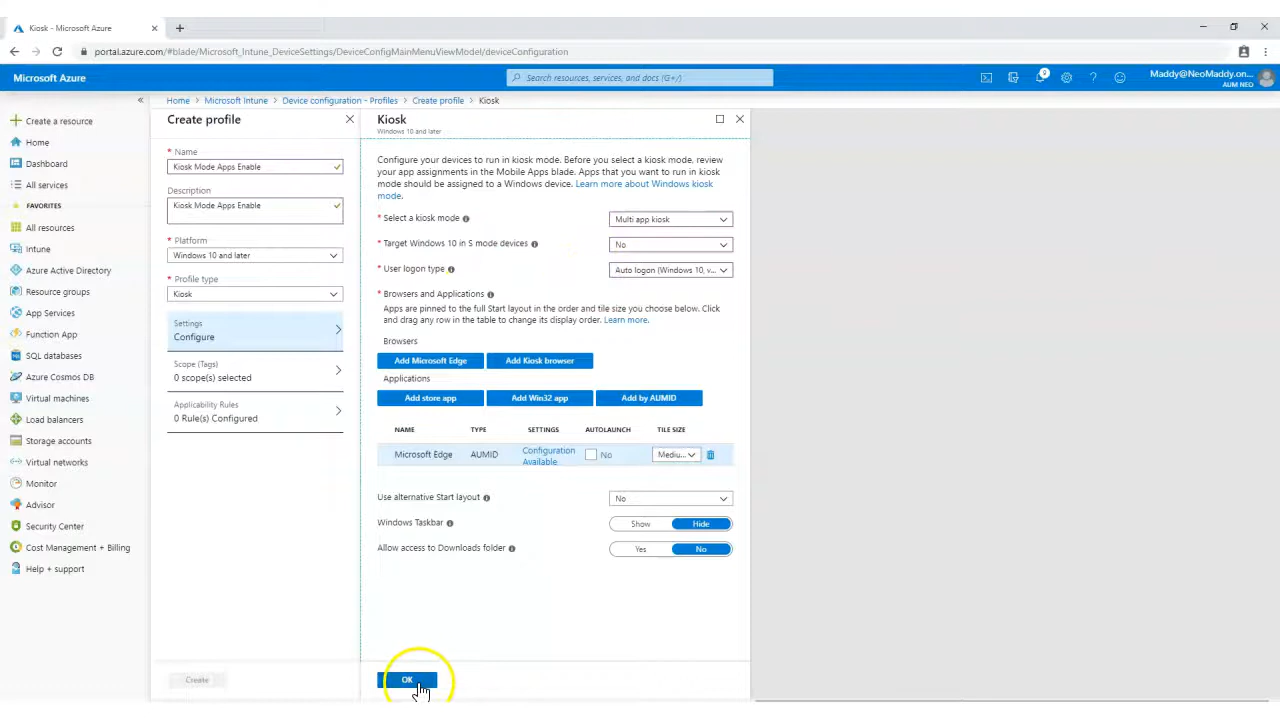 Kiosk - Microsoft Azure
portal.azure.com/#blade/Microsoft_Intune_DeviceSettings/DeviceConfigMainMenuViewModel/deviceConfiguration
Microsoft Azure
Search resources, services, and docs (G+/)
Maddy@NeoMaddy.on...
AUM NEO
Home > Microsoft Intune > Device configuration - Profiles > Create profile > Kiosk
Create a resource
Home
Dashboard
All services
FAVORITES
All resources
Intune
Azure Active Directory
Resource groups
App Services
Function App
SQL databases
Azure Cosmos DB
Virtual machines
Load balancers
Storage accounts
Virtual networks
Monitor
Advisor
Security Center
Cost Management + Billing
Help + support
Create profile
* Name
Kiosk Mode Apps Enable
Description
Kiosk Mode Apps Enable
* Platform
Windows 10 and later
* Profile type
Kiosk
Settings
Configure
Scope (Tags)
0 scope(s) selected
Applicability Rules
0 Rule(s) Configured
Create
Kiosk
Windows 10 and later
Configure your devices to run in kiosk mode. Before you select a kiosk mode, review
your app assignments in the Mobile Apps blade. Apps that you want to run in kiosk
mode should be assigned to a Windows device. Learn more about Windows kiosk
mode.
* Select a kiosk mode
Multi app kiosk
* Target Windows 10 in S mode devices
No
* User logon type
Auto logon (Windows 10, v...
* Browsers and Applications
Apps are pinned to the full Start layout in the order and tile size you choose below. Click
and drag any row in the table to change its display order. Learn more.
Browsers
Add Microsoft Edge Add Kiosk browser
Applications
Add store app Add Win32 app Add by AUMID
NAME TYPE SETTINGS AUTOLAUNCH TILE SIZE
Microsoft Edge AUMID Configuration Available No Mediu...
Use alternative Start layout
No
Windows Taskbar
Show Hide
Allow access to Downloads folder
Yes No
OK